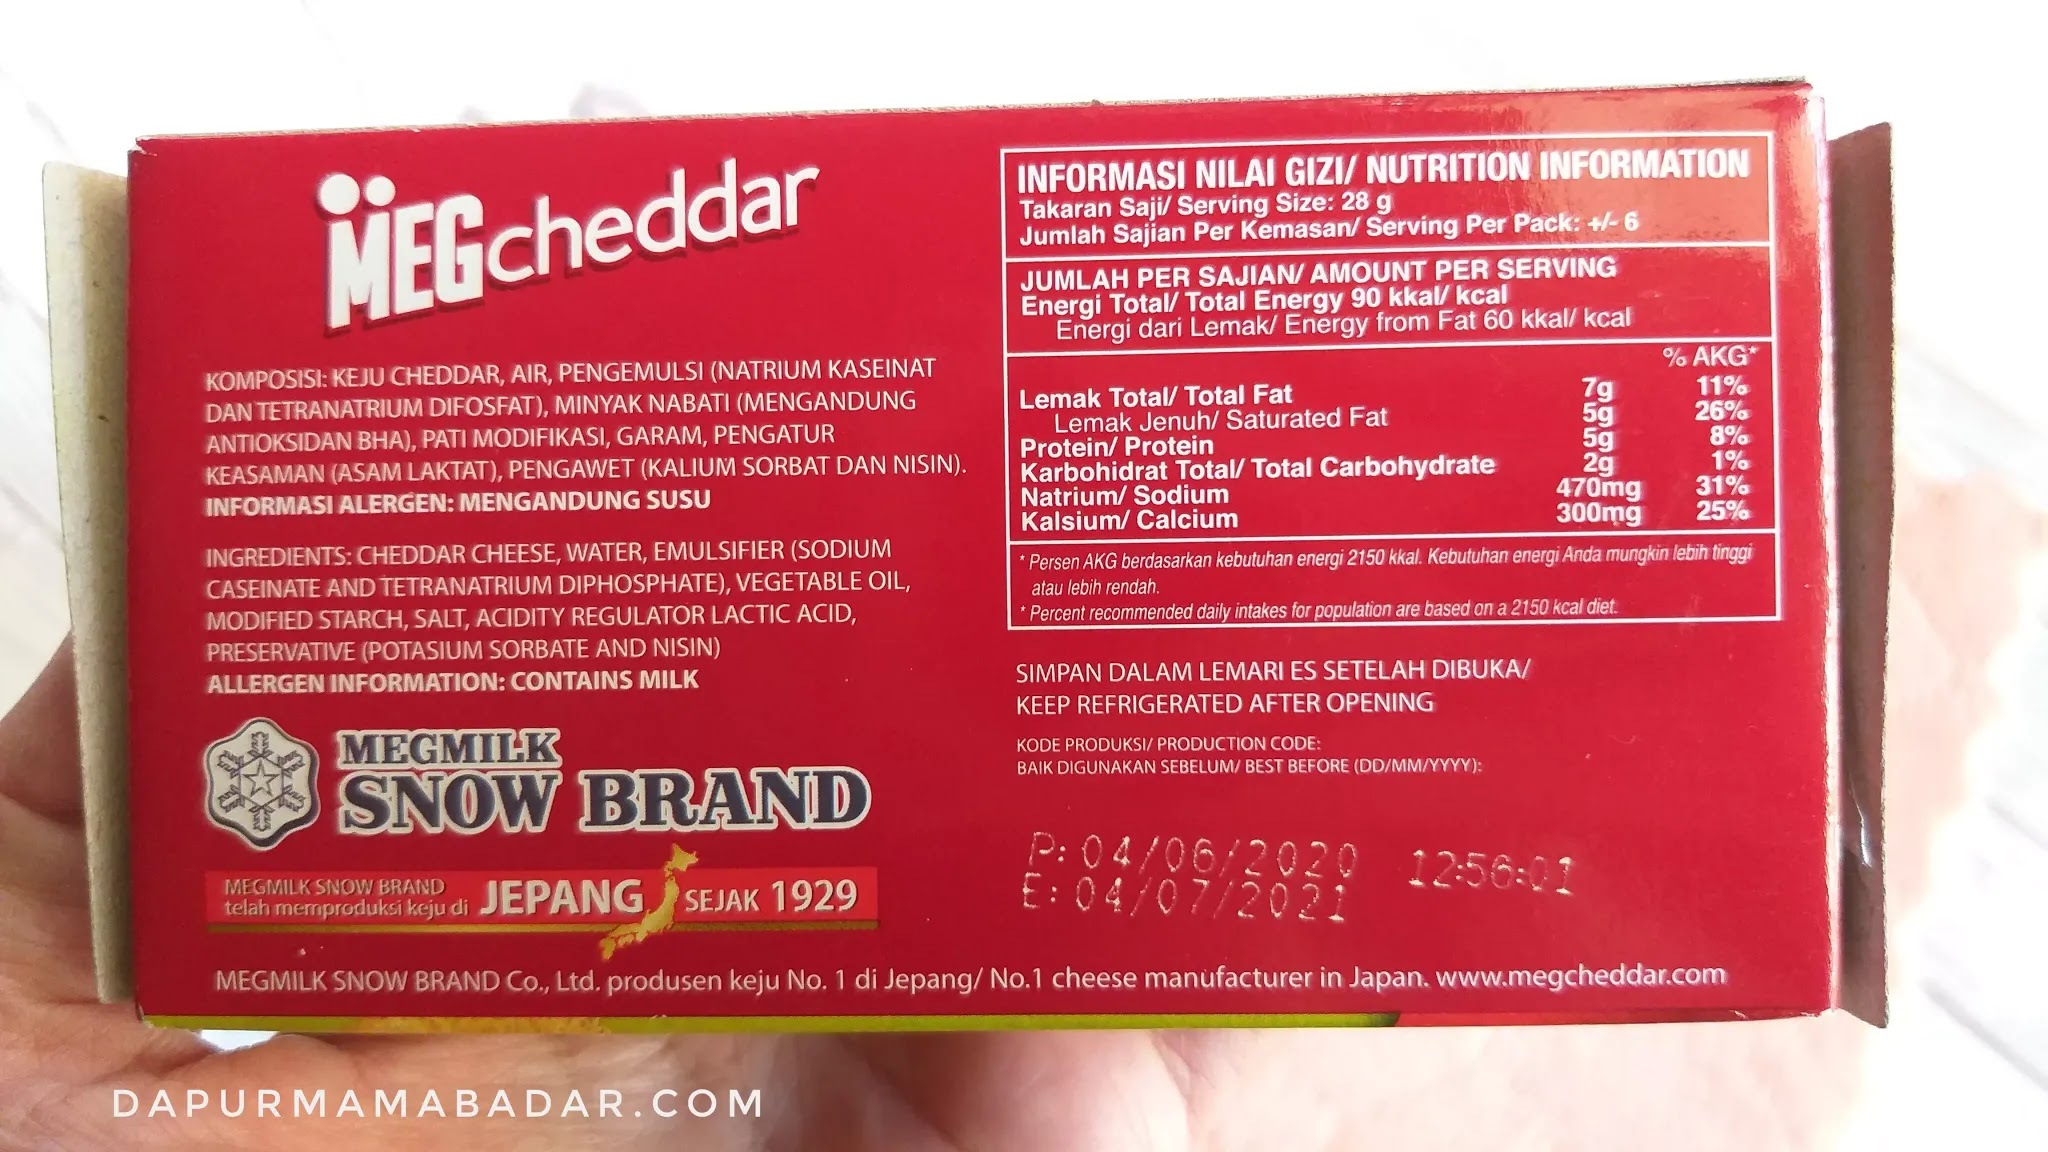 MEGcheddar
KOMPOSISI: KEJU CHEDDAR, AIR, PENGEMULSI (NATRIUM KASEINAT
DAN TETRANATRIUM DIFOSFAT), MINYAK NABATI (MENGANDUNG
ANTIOKSIDAN BHA), PATI MODIFIKASI, GARAM, PENGATUR
KEASAMAN (ASAM LAKTAT), PENGAWET (KALIUM SORBAT DAN NISIN).
INFORMASI ALERGEN: MENGANDUNG SUSU
INGREDIENTS: CHEDDAR CHEESE, WATER, EMULSIFIER (SODIUM
CASEINATE AND TETRANATRIUM DIPHOSPHATE), VEGETABLE OIL,
MODIFIED STARCH, SALT, ACIDITY REGULATOR LACTIC ACID,
PRESERVATIVE (POTASIUM SORBATE AND NISIN)
ALLERGEN INFORMATION: CONTAINS MILK
MEGMILK
SNOW BRAND
MEGMILK SNOW BRAND
telah memproduksi keju di JEPANG SEJAK 1929
INFORMASI NILAI GIZI/ NUTRITION INFORMATION
Takaran Saji/ Serving Size: 28 g
Jumlah Sajian Per Kemasan/ Serving Per Pack: +/- 6
JUMLAH PER SAJIAN/ AMOUNT PER SERVING
Energi Total/ Total Energy 90 kkal/ kcal
Energi dari Lemak/ Energy from Fat 60 kkal/ kcal
% AKG*
Lemak Total/ Total Fat 7g 11%
Lemak Jenuh/ Saturated Fat 5g 26%
Protein/ Protein 5g 8%
Karbohidrat Total/ Total Carbohydrate 2g 1%
Natrium/ Sodium 470mg 31%
Kalsium/ Calcium 300mg 25%
* Persen AKG berdasarkan kebutuhan energi 2150 kkal. Kebutuhan energi Anda mungkin lebih tinggi
atau lebih rendah.
* Percent recommended daily intakes for population are based on a 2150 kcal diet.
SIMPAN DALAM LEMARI ES SETELAH DIBUKA/
KEEP REFRIGERATED AFTER OPENING
KODE PRODUKSI/ PRODUCTION CODE:
BAIK DIGUNAKAN SEBELUM/ BEST BEFORE (DD/MM/YYYY):
P: 04/06/2020 12:56:01
E: 04/07/2021
MEGMILK SNOW BRAND Co., Ltd. produsen keju No. 1 di Jepang/ No.1 cheese manufacturer in Japan. www.megcheddar.com
DAPURMAMABADAR.COM